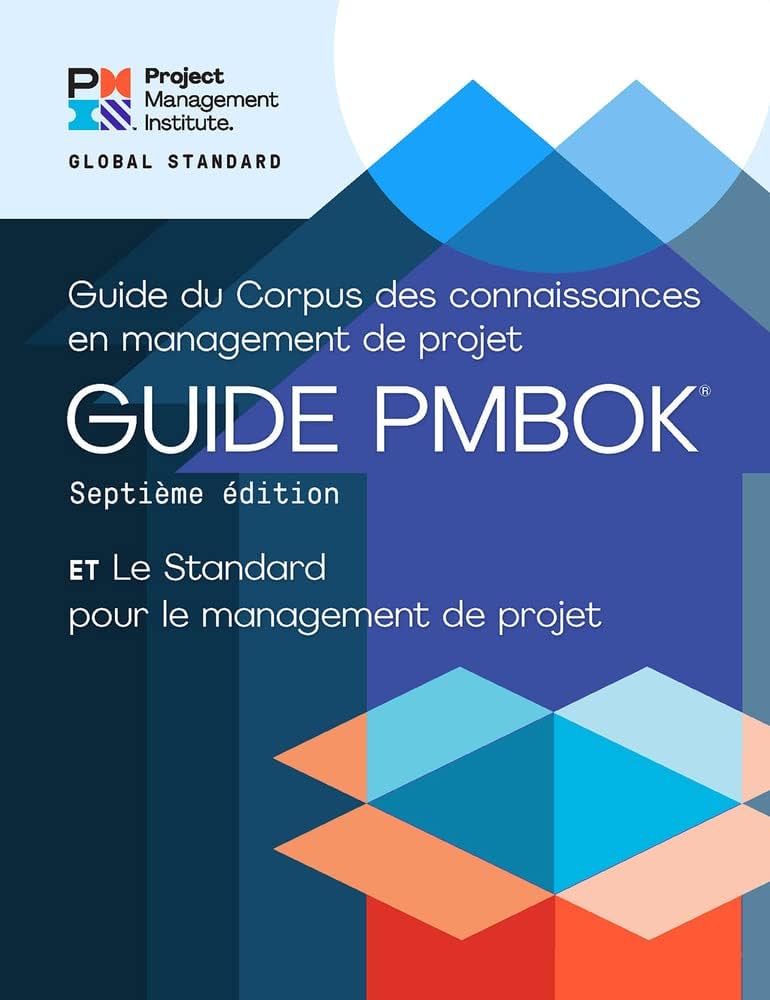 PM
Project
Management
Institute.
GLOBAL STANDARD
Guide du Corpus des connaissances
en management de projet
GUIDE PMBOK®
Septième édition
ET Le Standard
pour le management de projet